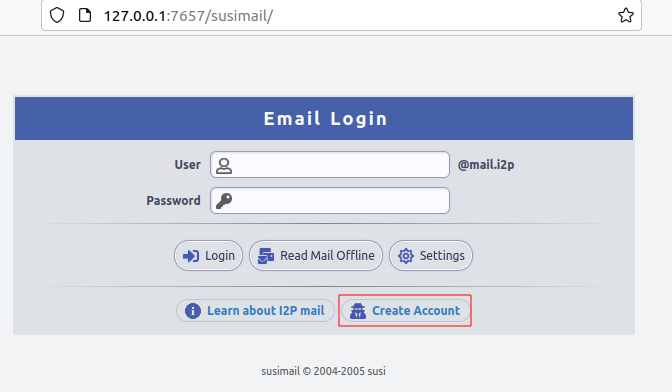 127.0.0.1:7657/susimail/
Email Login
User @mail.i2p
Password
Login Read Mail Offline Settings
Learn about I2P mail Create Account
susimail © 2004-2005 susi